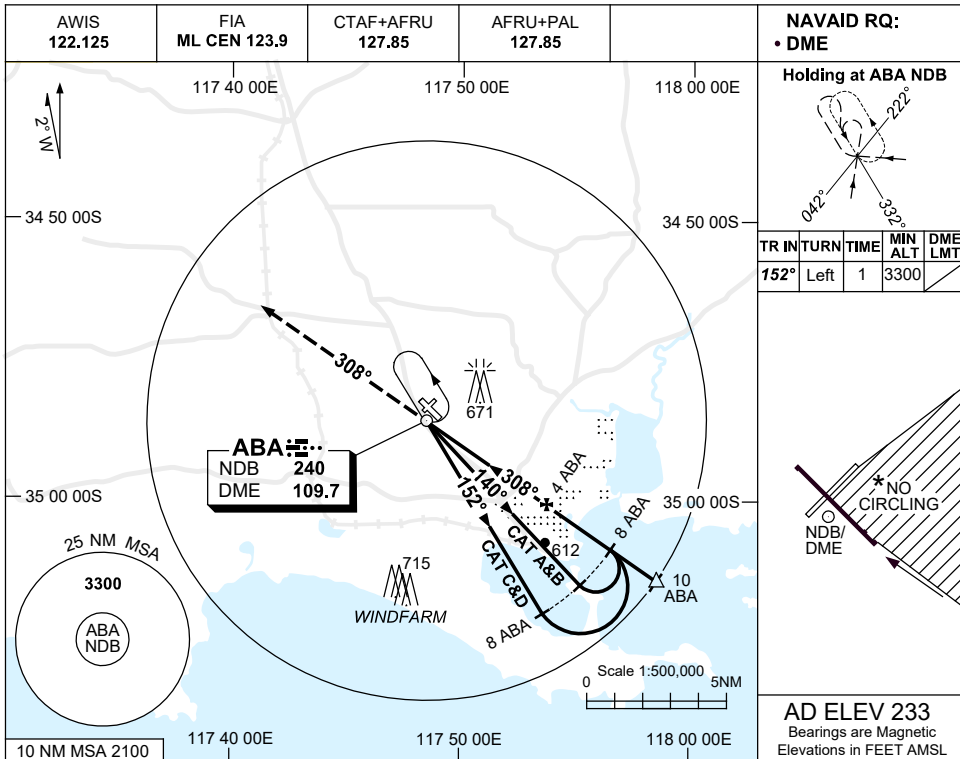 AWIS
122.125
FIA
ML CEN 123.9
CTAF+AFRU
127.85
AFRU+PAL
127.85
NAVAID RQ:
• DME
117 40 00E
117 50 00E
118 00 00E
Holding at ABA NDB
2° W
222°
042°
332°
34 50 00S
34 50 00S
TR IN
TURN
TIME
MIN ALT
DME LMT
152°
Left
1
3300
308°
671
ABA
NDB 240
DME 109.7
308°
4 ABA
140°
152°
CAT A&B
CAT C&D
8 ABA
612
35 00 00S
35 00 00S
*NO
CIRCLING
NDB/
DME
25 NM MSA
3300
ABA
NDB
715
WINDFARM
8 ABA
10
ABA
Scale 1:500,000
0
5NM
AD ELEV 233
Bearings are Magnetic
Elevations in FEET AMSL
10 NM MSA 2100
117 40 00E
117 50 00E
118 00 00E